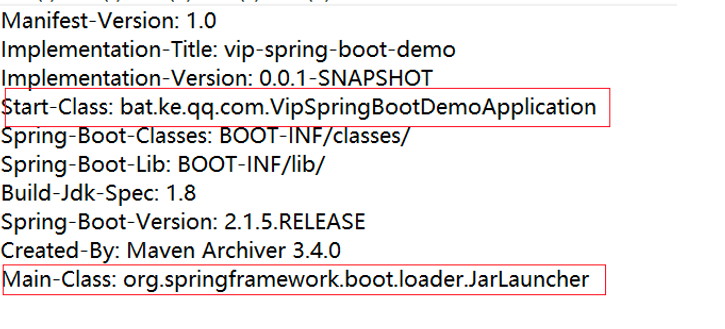 Manifest-Version: 1.0
Implementation-Title: vip-spring-boot-demo
Implementation-Version: 0.0.1-SNAPSHOT
Start-Class: bat.ke.qq.com.VipSpringBootDemoApplication
Spring-Boot-Classes: BOOT-INF/classes/
Spring-Boot-Lib: BOOT-INF/lib/
Build-Jdk-Spec: 1.8
Spring-Boot-Version: 2.1.5.RELEASE
Created-By: Maven Archiver 3.4.0
Main-Class: org.springframework.boot.loader.JarLauncher